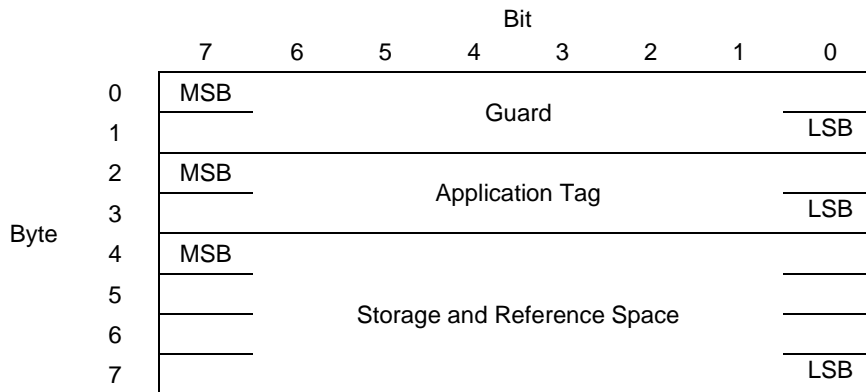 Bit
7 6 5 4 3 2 1 0
0 MSB
Guard
1 LSB
2 MSB
Application Tag
3 LSB
Byte
4 MSB
5
Storage and Reference Space
6
7 LSB